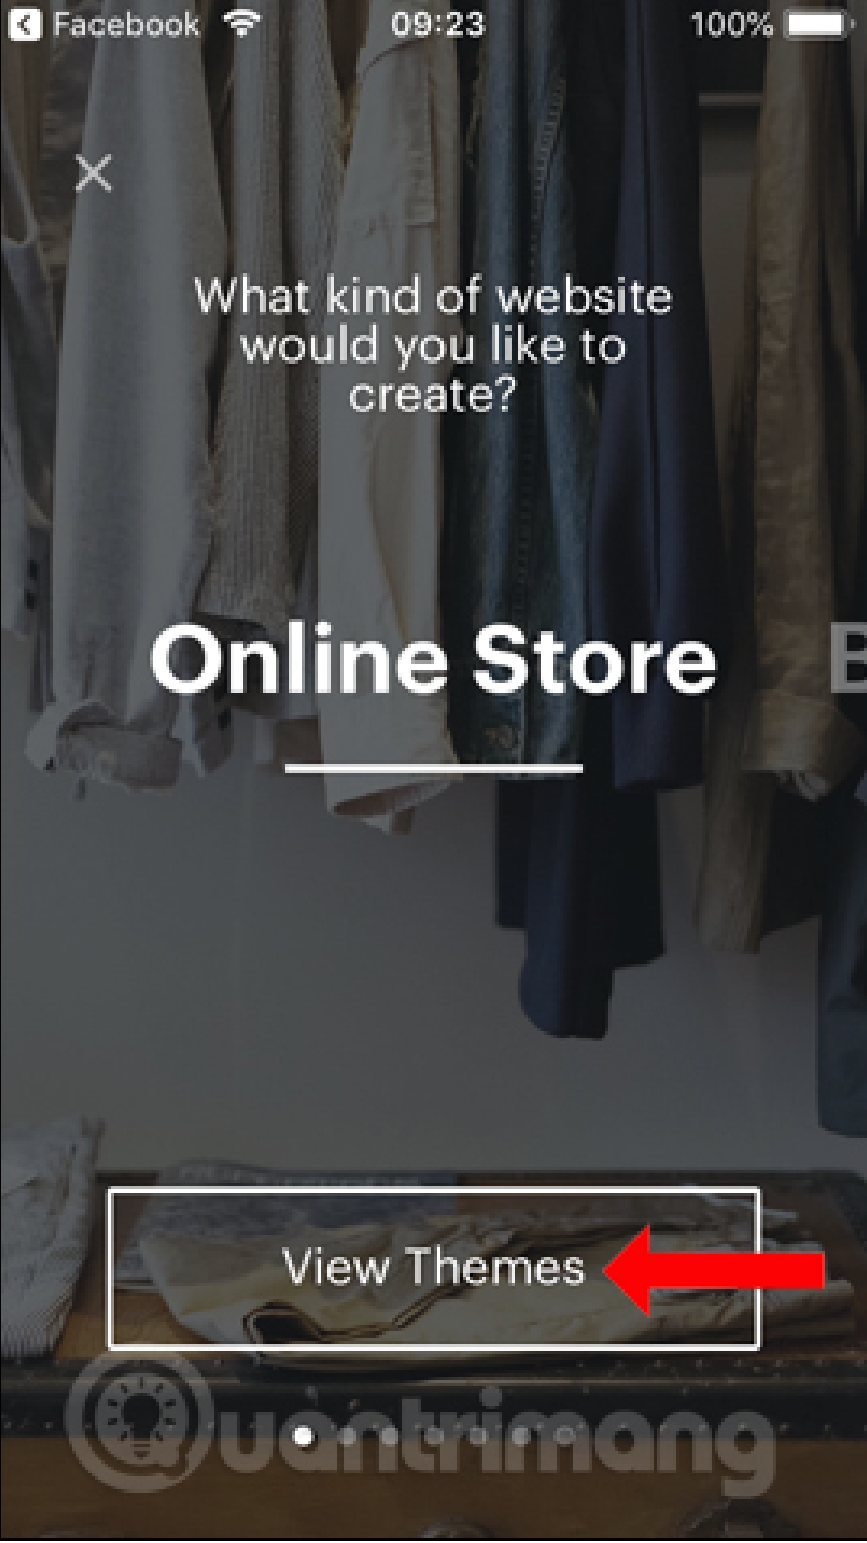 Facebook 09:23 100%
What kind of website
would you like to
create?
Online Store
B
View Themes
Quantrimang